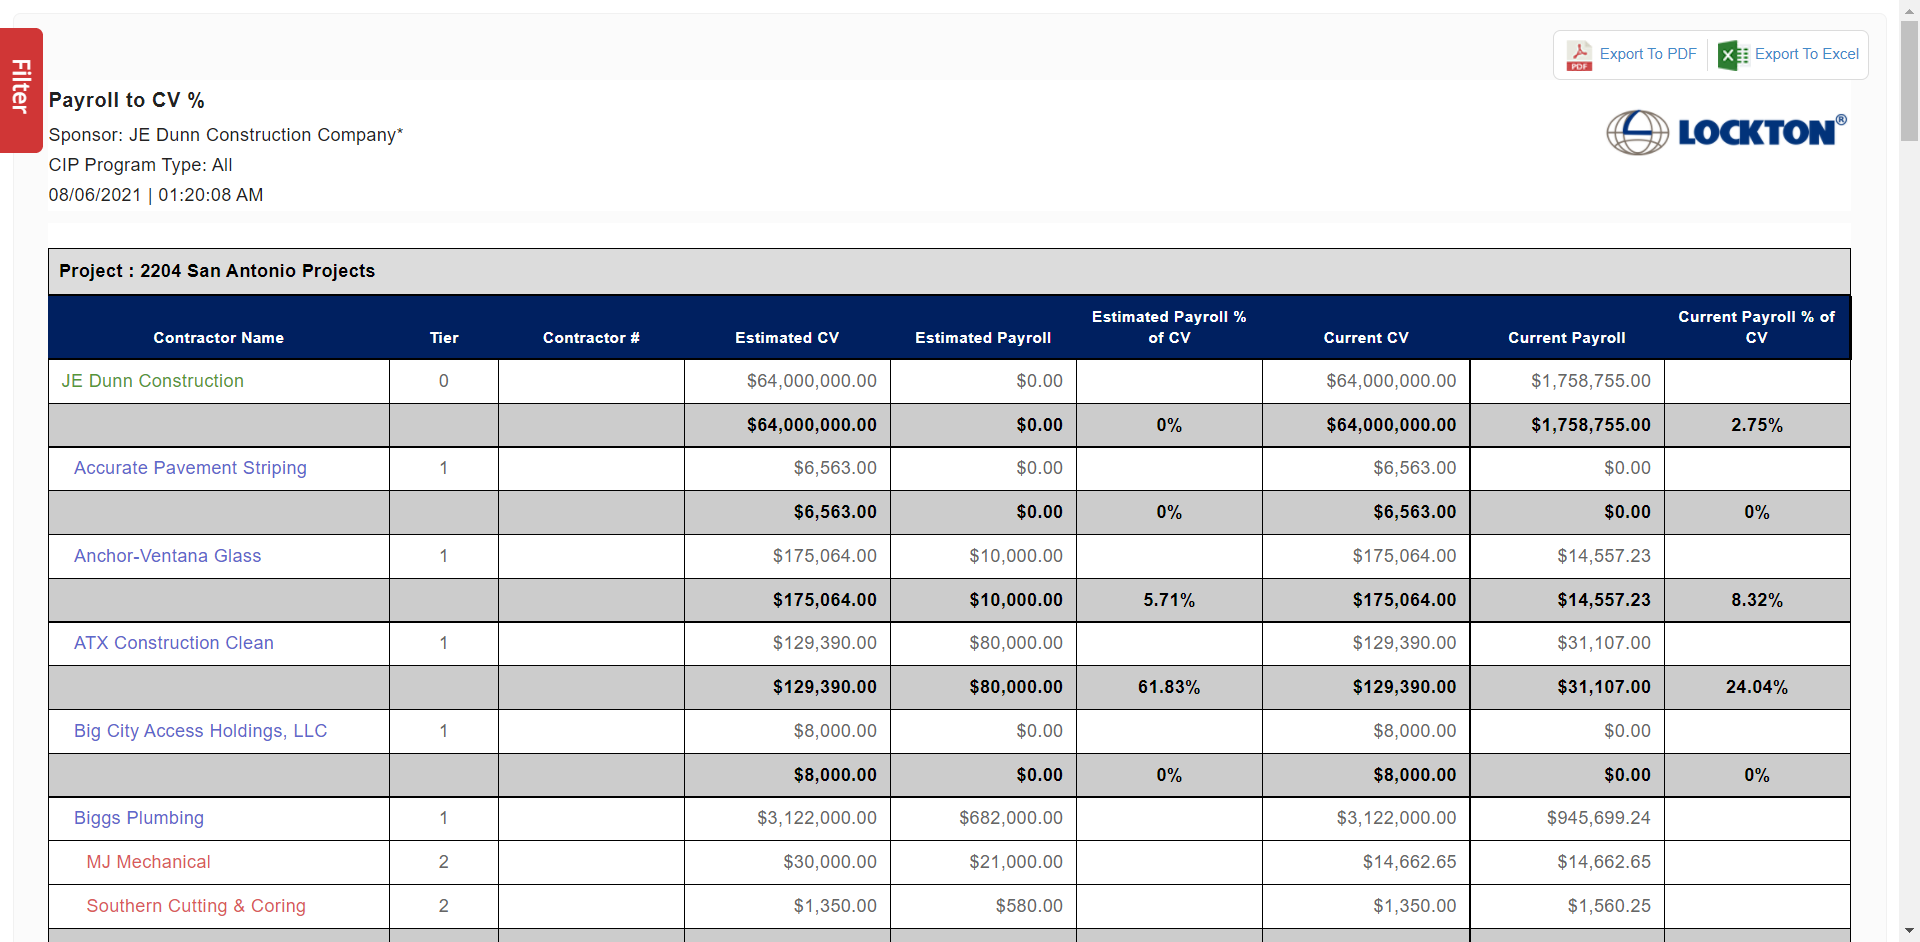 Filter
PDF
Export To PDF
Export To Excel
Payroll to CV %
Sponsor: JE Dunn Construction Company*
CIP Program Type: All
08/06/2021 | 01:20:08 AM
LOCKTON®
Project : 2204 San Antonio Projects
Contractor Name Tier Contractor # Estimated CV Estimated Payroll Estimated Payroll % of CV Current CV Current Payroll Current Payroll % of CV
JE Dunn Construction 0 $64,000,000.00 $0.00 $64,000,000.00 $1,758,755.00
$64,000,000.00 $0.00 0% $64,000,000.00 $1,758,755.00 2.75%
Accurate Pavement Striping 1 $6,563.00 $0.00 $6,563.00 $0.00
$6,563.00 $0.00 0% $6,563.00 $0.00 0%
Anchor-Ventana Glass 1 $175,064.00 $10,000.00 $175,064.00 $14,557.23
$175,064.00 $10,000.00 5.71% $175,064.00 $14,557.23 8.32%
ATX Construction Clean 1 $129,390.00 $80,000.00 $129,390.00 $31,107.00
$129,390.00 $80,000.00 61.83% $129,390.00 $31,107.00 24.04%
Big City Access Holdings, LLC 1 $8,000.00 $0.00 $8,000.00 $0.00
$8,000.00 $0.00 0% $8,000.00 $0.00 0%
Biggs Plumbing 1 $3,122,000.00 $682,000.00 $3,122,000.00 $945,699.24
MJ Mechanical 2 $30,000.00 $21,000.00 $14,662.65 $14,662.65
Southern Cutting & Coring 2 $1,350.00 $580.00 $1,350.00 $1,560.25